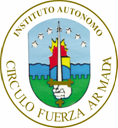 INSTITUTO AUTONOMO
CIRCULO FUERZA ARMADA